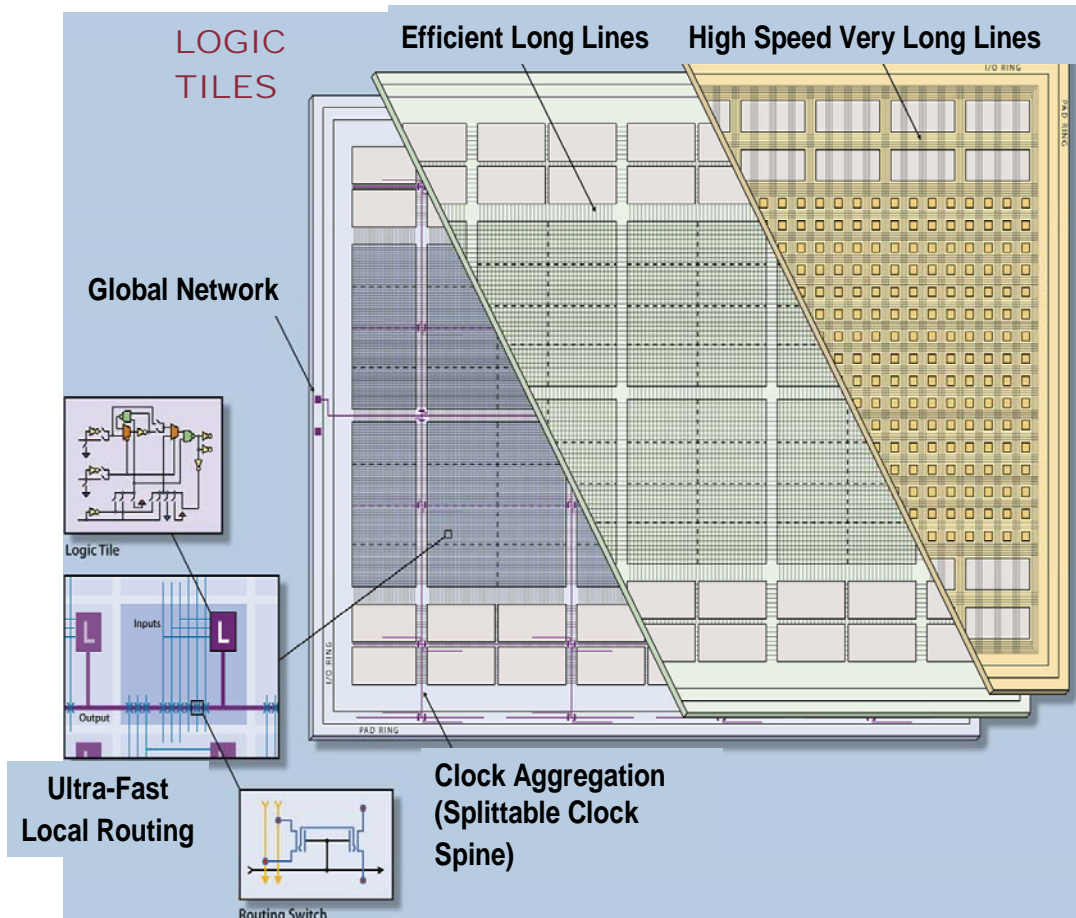 LOGIC
TILES
Efficient Long Lines
High Speed Very Long Lines
I/O RING
PAD RING
Global Network
Logic Tile
Inputs
L
L
Output
L
L
I/O RING
PAD RING
Ultra-Fast
Local Routing
Clock Aggregation
(Splittable Clock
Spine)
Routing Switch